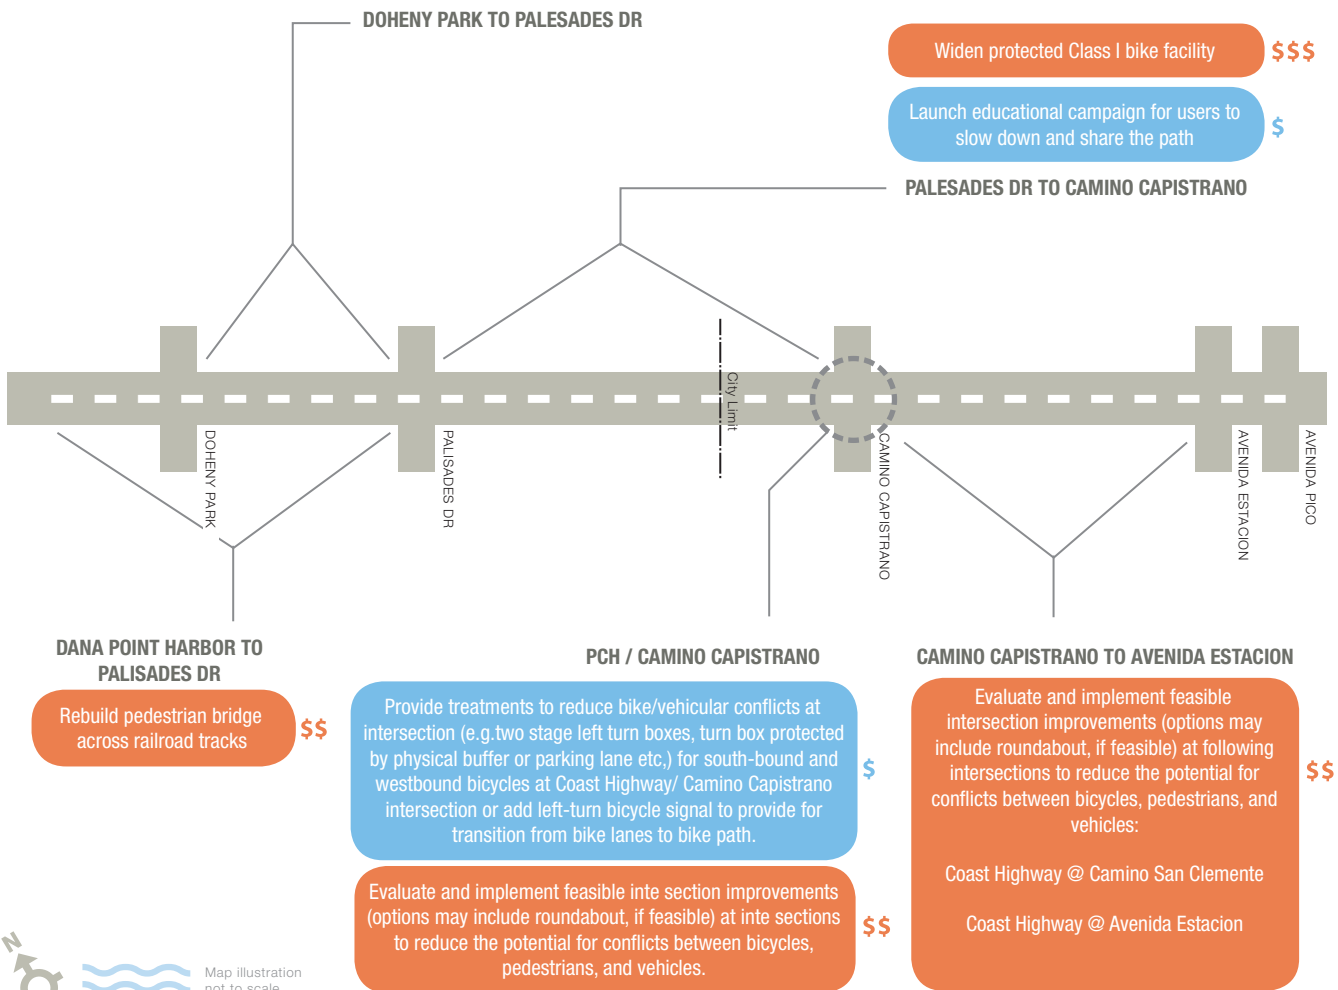 DOHENY PARK TO PALESADES DR
Widen protected Class I bike facility
$$$
Launch educational campaign for users to
slow down and share the path
$
PALESADES DR TO CAMINO CAPISTRANO
City Limit
DOHENY PARK
PALISADES DR
CAMINO CAPISTRANO
AVENIDA ESTACION
AVENIDA PICO
DANA POINT HARBOR TO
PALISADES DR
Rebuild pedestrian bridge
across railroad tracks
$$
PCH / CAMINO CAPISTRANO
Provide treatments to reduce bike/vehicular conflicts at
intersection (e.g.two stage left turn boxes, turn box protected
by physical buffer or parking lane etc,) for south-bound and
westbound bicycles at Coast Highway/ Camino Capistrano
intersection or add left-turn bicycle signal to provide for
transition from bike lanes to bike path.
$
Evaluate and implement feasible inte section improvements
(options may include roundabout, if feasible) at inte sections
to reduce the potential for conflicts between bicycles,
pedestrians, and vehicles.
$$
CAMINO CAPISTRANO TO AVENIDA ESTACION
Evaluate and implement feasible
intersection improvements (options may
include roundabout, if feasible) at following
intersections to reduce the potential for
conflicts between bicycles, pedestrians, and
vehicles:
Coast Highway @ Camino San Clemente
Coast Highway @ Avenida Estacion
$$
N
Map illustration
not to scale